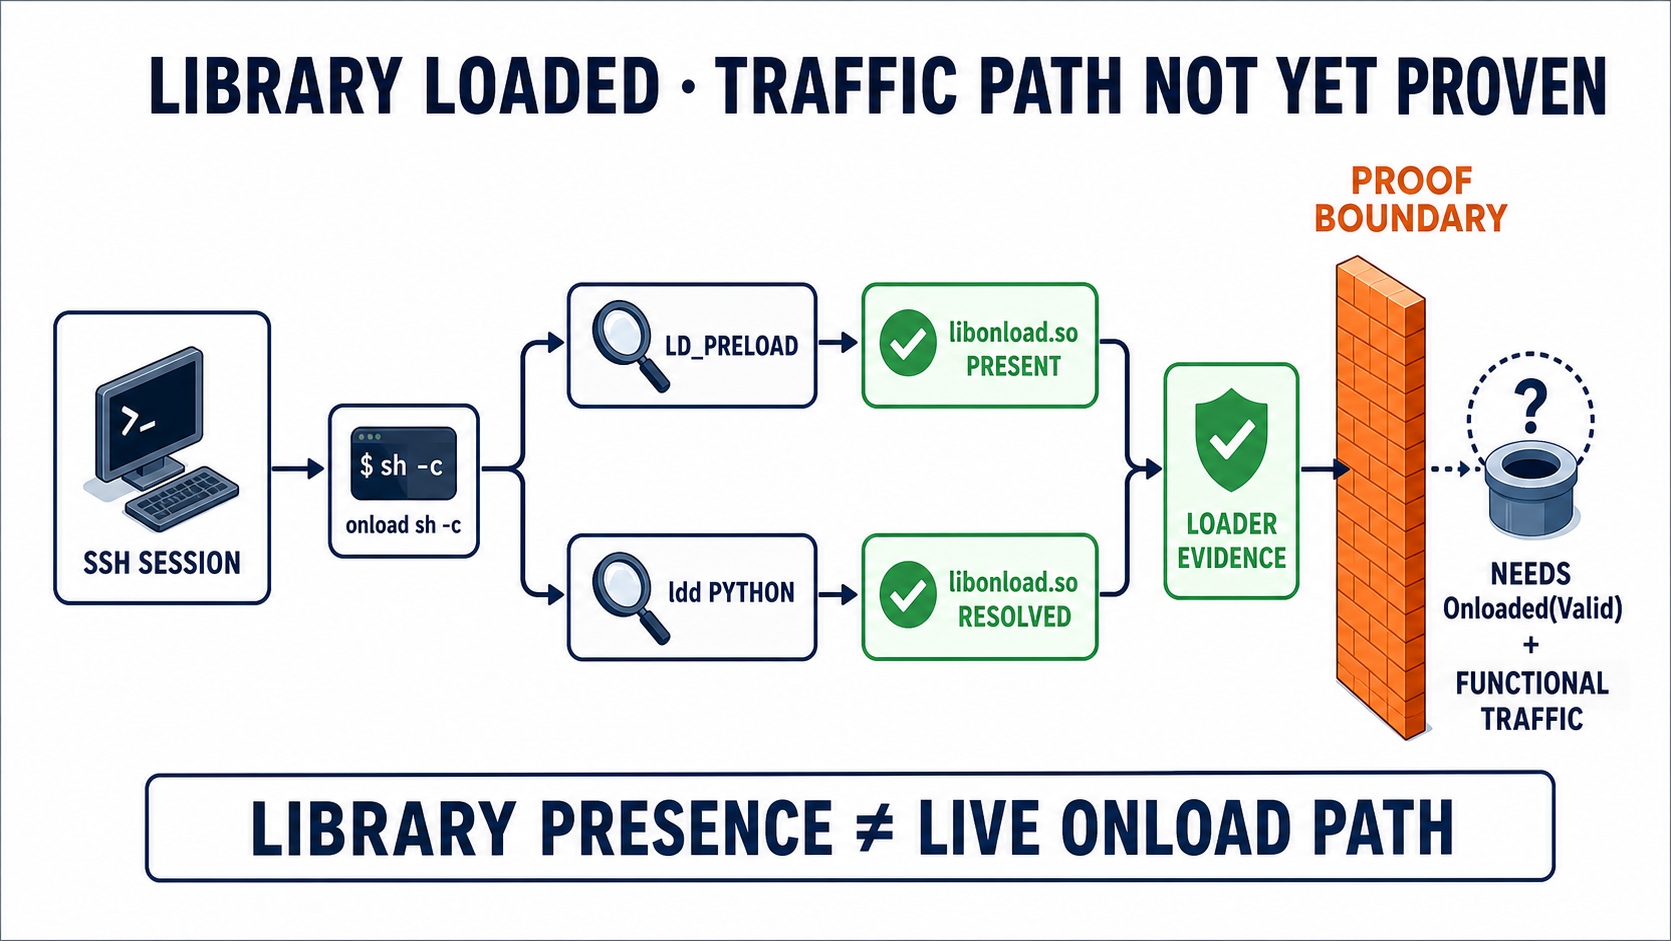 LIBRARY LOADED · TRAFFIC PATH NOT YET PROVEN
PROOF
BOUNDARY
>_
SSH SESSION
$ sh -c
onload sh -c
LD_PRELOAD
libonload.so
PRESENT
ldd PYTHON
libonload.so
RESOLVED
LOADER
EVIDENCE
?
NEEDS
Onloaded(Valid)
+
FUNCTIONAL
TRAFFIC
LIBRARY PRESENCE ≠ LIVE ONLOAD PATH